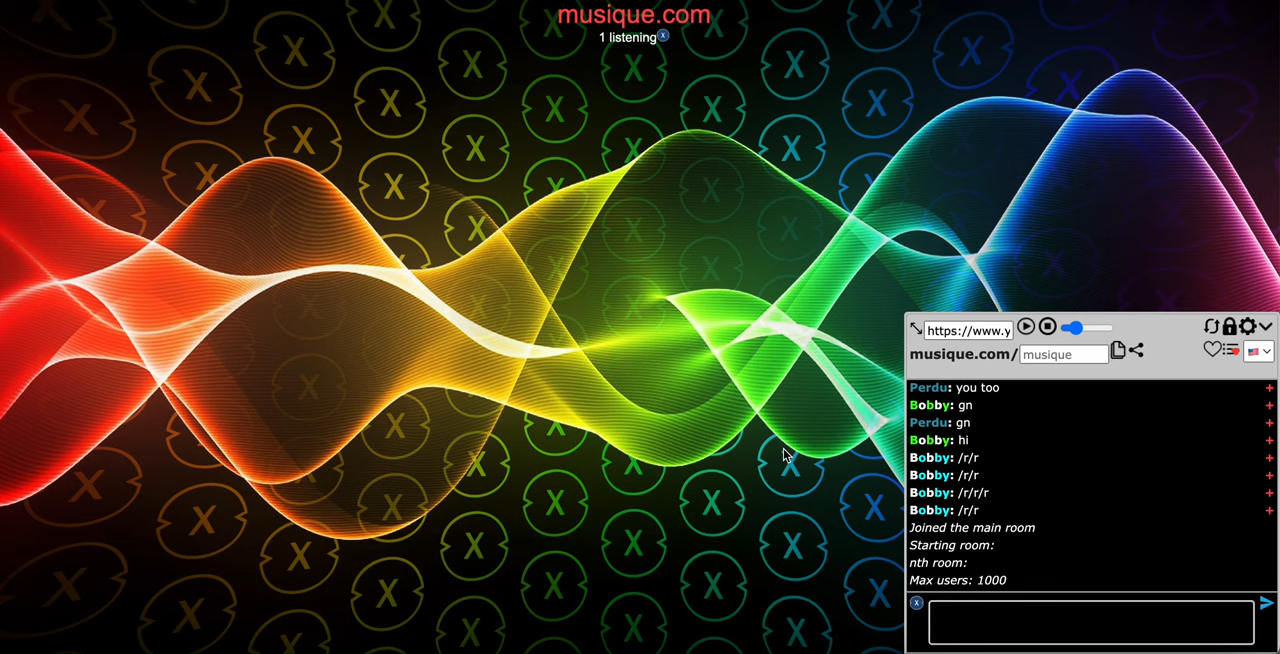 musique.com
1 listening
https://www.y
musique.com/ musique
Perdu: you too
Bobby: gn
Perdu: gn
Bobby: hi
Bobby: /r/r
Bobby: /r/r
Bobby: /r/r/r
Bobby: /r/r
Joined the main room
Starting room:
nth room:
Max users: 1000